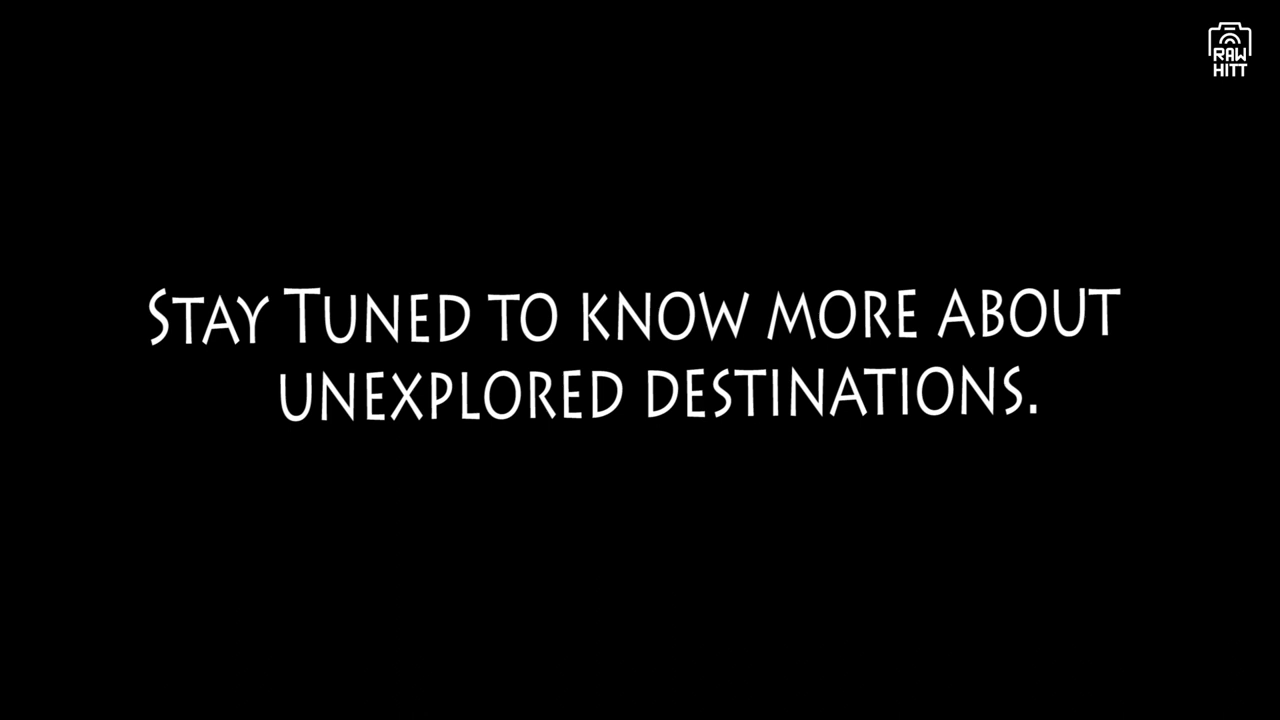 RAW
HITT
Stay Tuned to know more about
unexplored destinations.